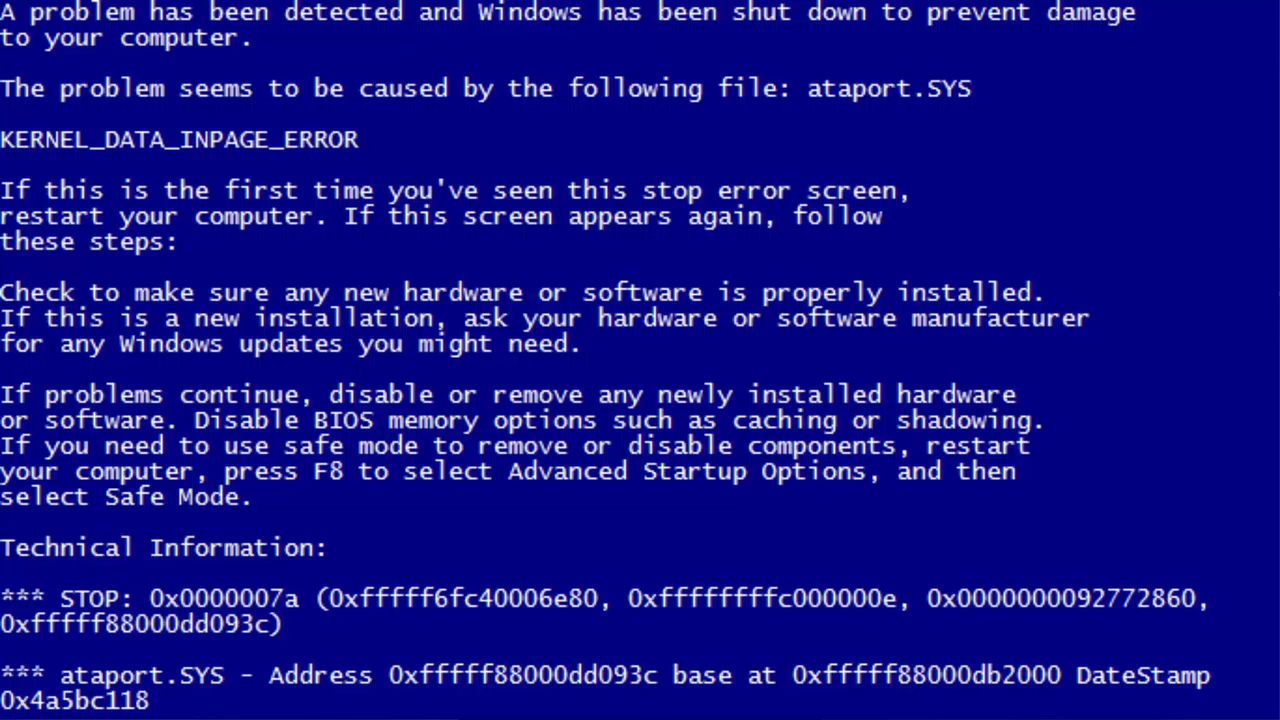 A problem has been detected and Windows has been shut down to prevent damage
to your computer.
The problem seems to be caused by the following file: ataport.SYS
KERNEL_DATA_INPAGE_ERROR
If this is the first time you've seen this stop error screen,
restart your computer. If this screen appears again, follow
these steps:
Check to make sure any new hardware or software is properly installed.
If this is a new installation, ask your hardware or software manufacturer
for any Windows updates you might need.
If problems continue, disable or remove any newly installed hardware
or software. Disable BIOS memory options such as caching or shadowing.
If you need to use safe mode to remove or disable components, restart
your computer, press F8 to select Advanced Startup Options, and then
select Safe Mode.
Technical Information:
*** STOP: 0x0000007a (0xfffff6fc40006e80, 0xffffffffc000000e, 0x0000000092772860,
0xfffff88000dd093c)
*** ataport.SYS - Address 0xfffff88000dd093c base at 0xfffff88000db2000 DateStamp
0x4a5bc118